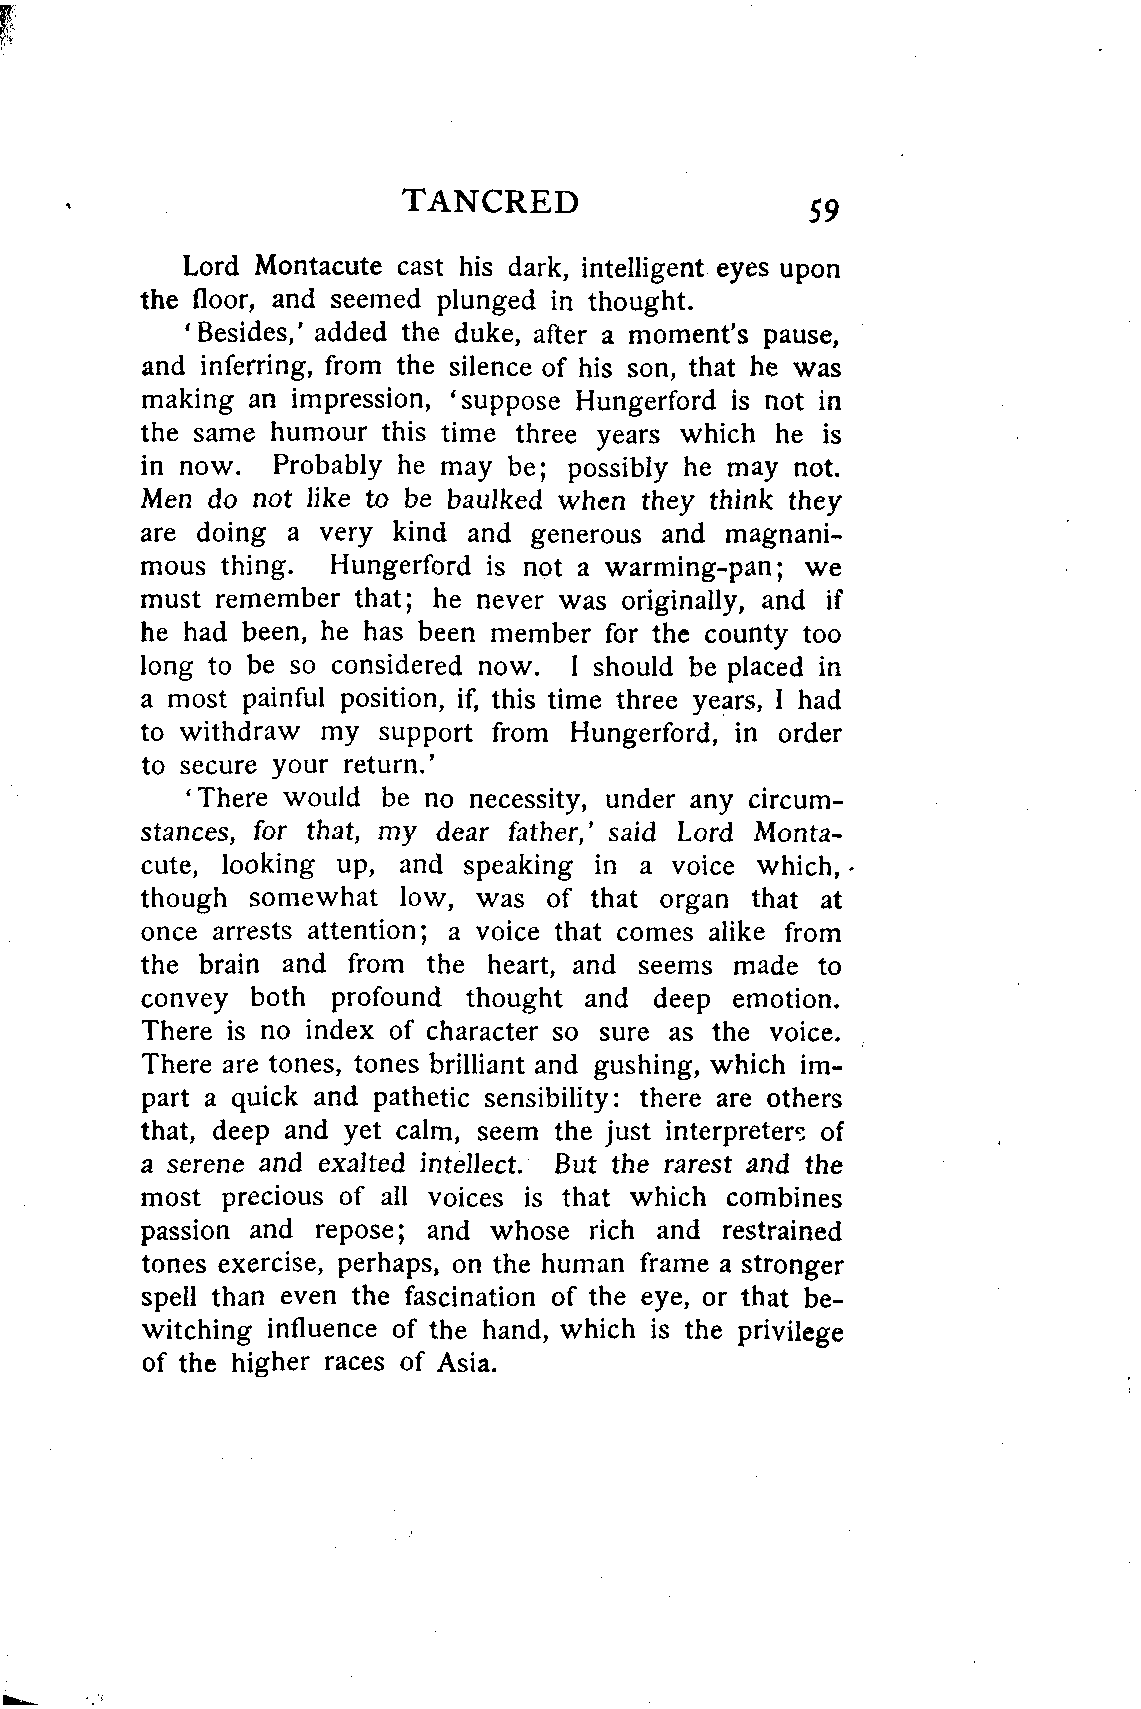 TANCRED 59
Lord Montacute cast his dark, intelligent eyes upon
the floor, and seemed plunged in thought.
'Besides,' added the duke, after a moment's pause,
and inferring, from the silence of his son, that he was
making an impression, 'suppose Hungerford is not in
the same humour this time three years which he is
in now. Probably he may be; possibly he may not.
Men do not like to be baulked when they think they
are doing a very kind and generous and magnani-
mous thing. Hungerford is not a warming-pan; we
must remember that; he never was originally, and if
he had been, he has been member for the county too
long to be so considered now. I should be placed in
a most painful position, if, this time three years, I had
to withdraw my support from Hungerford, in order
to secure your return.'
'There would be no necessity, under any circum-
stances, for that, my dear father,' said Lord Monta-
cute, looking up, and speaking in a voice which,
though somewhat low, was of that organ that at
once arrests attention; a voice that comes alike from
the brain and from the heart, and seems made to
convey both profound thought and deep emotion.
There is no index of character so sure as the voice.
There are tones, tones brilliant and gushing, which im-
part a quick and pathetic sensibility: there are others
that, deep and yet calm, seem the just interpreters of
a serene and exalted intellect. But the rarest and the
most precious of all voices is that which combines
passion and repose; and whose rich and restrained
tones exercise, perhaps, on the human frame a stronger
spell than even the fascination of the eye, or that be-
witching influence of the hand, which is the privilege
of the higher races of Asia.